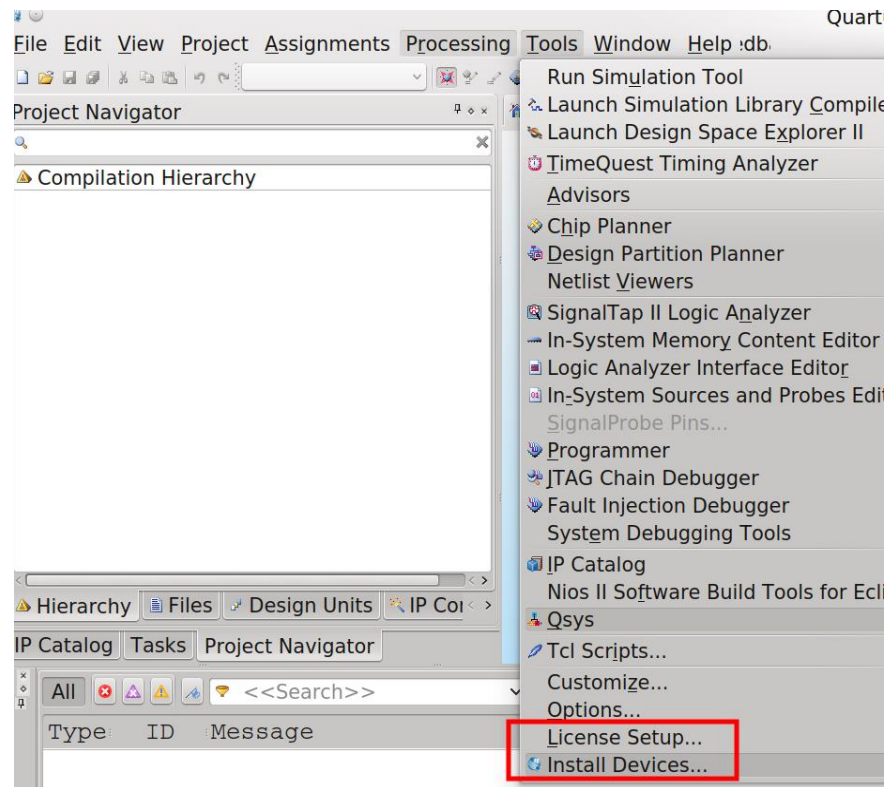 Quart
File Edit View Project Assignments Processing Tools Window Help
Project Navigator
Compilation Hierarchy
Hierarchy Files Design Units IP Co
IP Catalog Tasks Project Navigator
All <<Search>>
Type ID Message
Run Simulation Tool
Launch Simulation Library Compile
Launch Design Space Explorer II
TimeQuest Timing Analyzer
Advisors
Chip Planner
Design Partition Planner
Netlist Viewers
SignalTap II Logic Analyzer
In-System Memory Content Editor
Logic Analyzer Interface Editor
In-System Sources and Probes Edit
SignalProbe Pins...
Programmer
JTAG Chain Debugger
Fault Injection Debugger
System Debugging Tools
IP Catalog
Nios II Software Build Tools for Ecli
Qsys
Tcl Scripts...
Customize...
Options...
License Setup...
Install Devices...